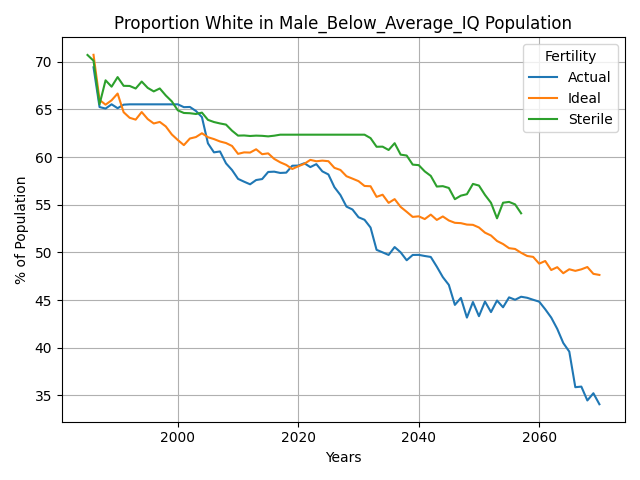 Proportion White in Male_Below_Average_IQ Population
Fertility
Actual
Ideal
Sterile
% of Population
70
65
60
55
50
45
40
35
2000
2020
2040
2060
Years